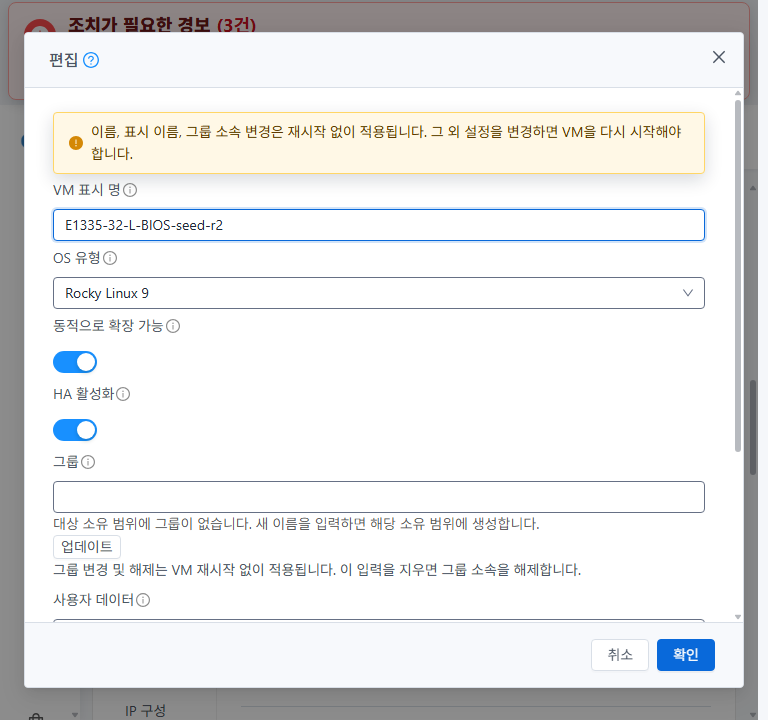 조치가 필요한 경보 (3건)
편집
이름, 표시 이름, 그룹 소속 변경은 재시작 없이 적용됩니다. 그 외 설정을 변경하면 VM을 다시 시작해야
합니다.
VM 표시 명
E1335-32-L-BIOS-seed-r2
OS 유형
Rocky Linux 9
동적으로 확장 가능
HA 활성화
그룹
대상 소유 범위에 그룹이 없습니다. 새 이름을 입력하면 해당 소유 범위에 생성합니다.
업데이트
그룹 변경 및 해제는 VM 재시작 없이 적용됩니다. 이 입력을 지우면 그룹 소속을 해제합니다.
사용자 데이터
취소
확인
IP 구성